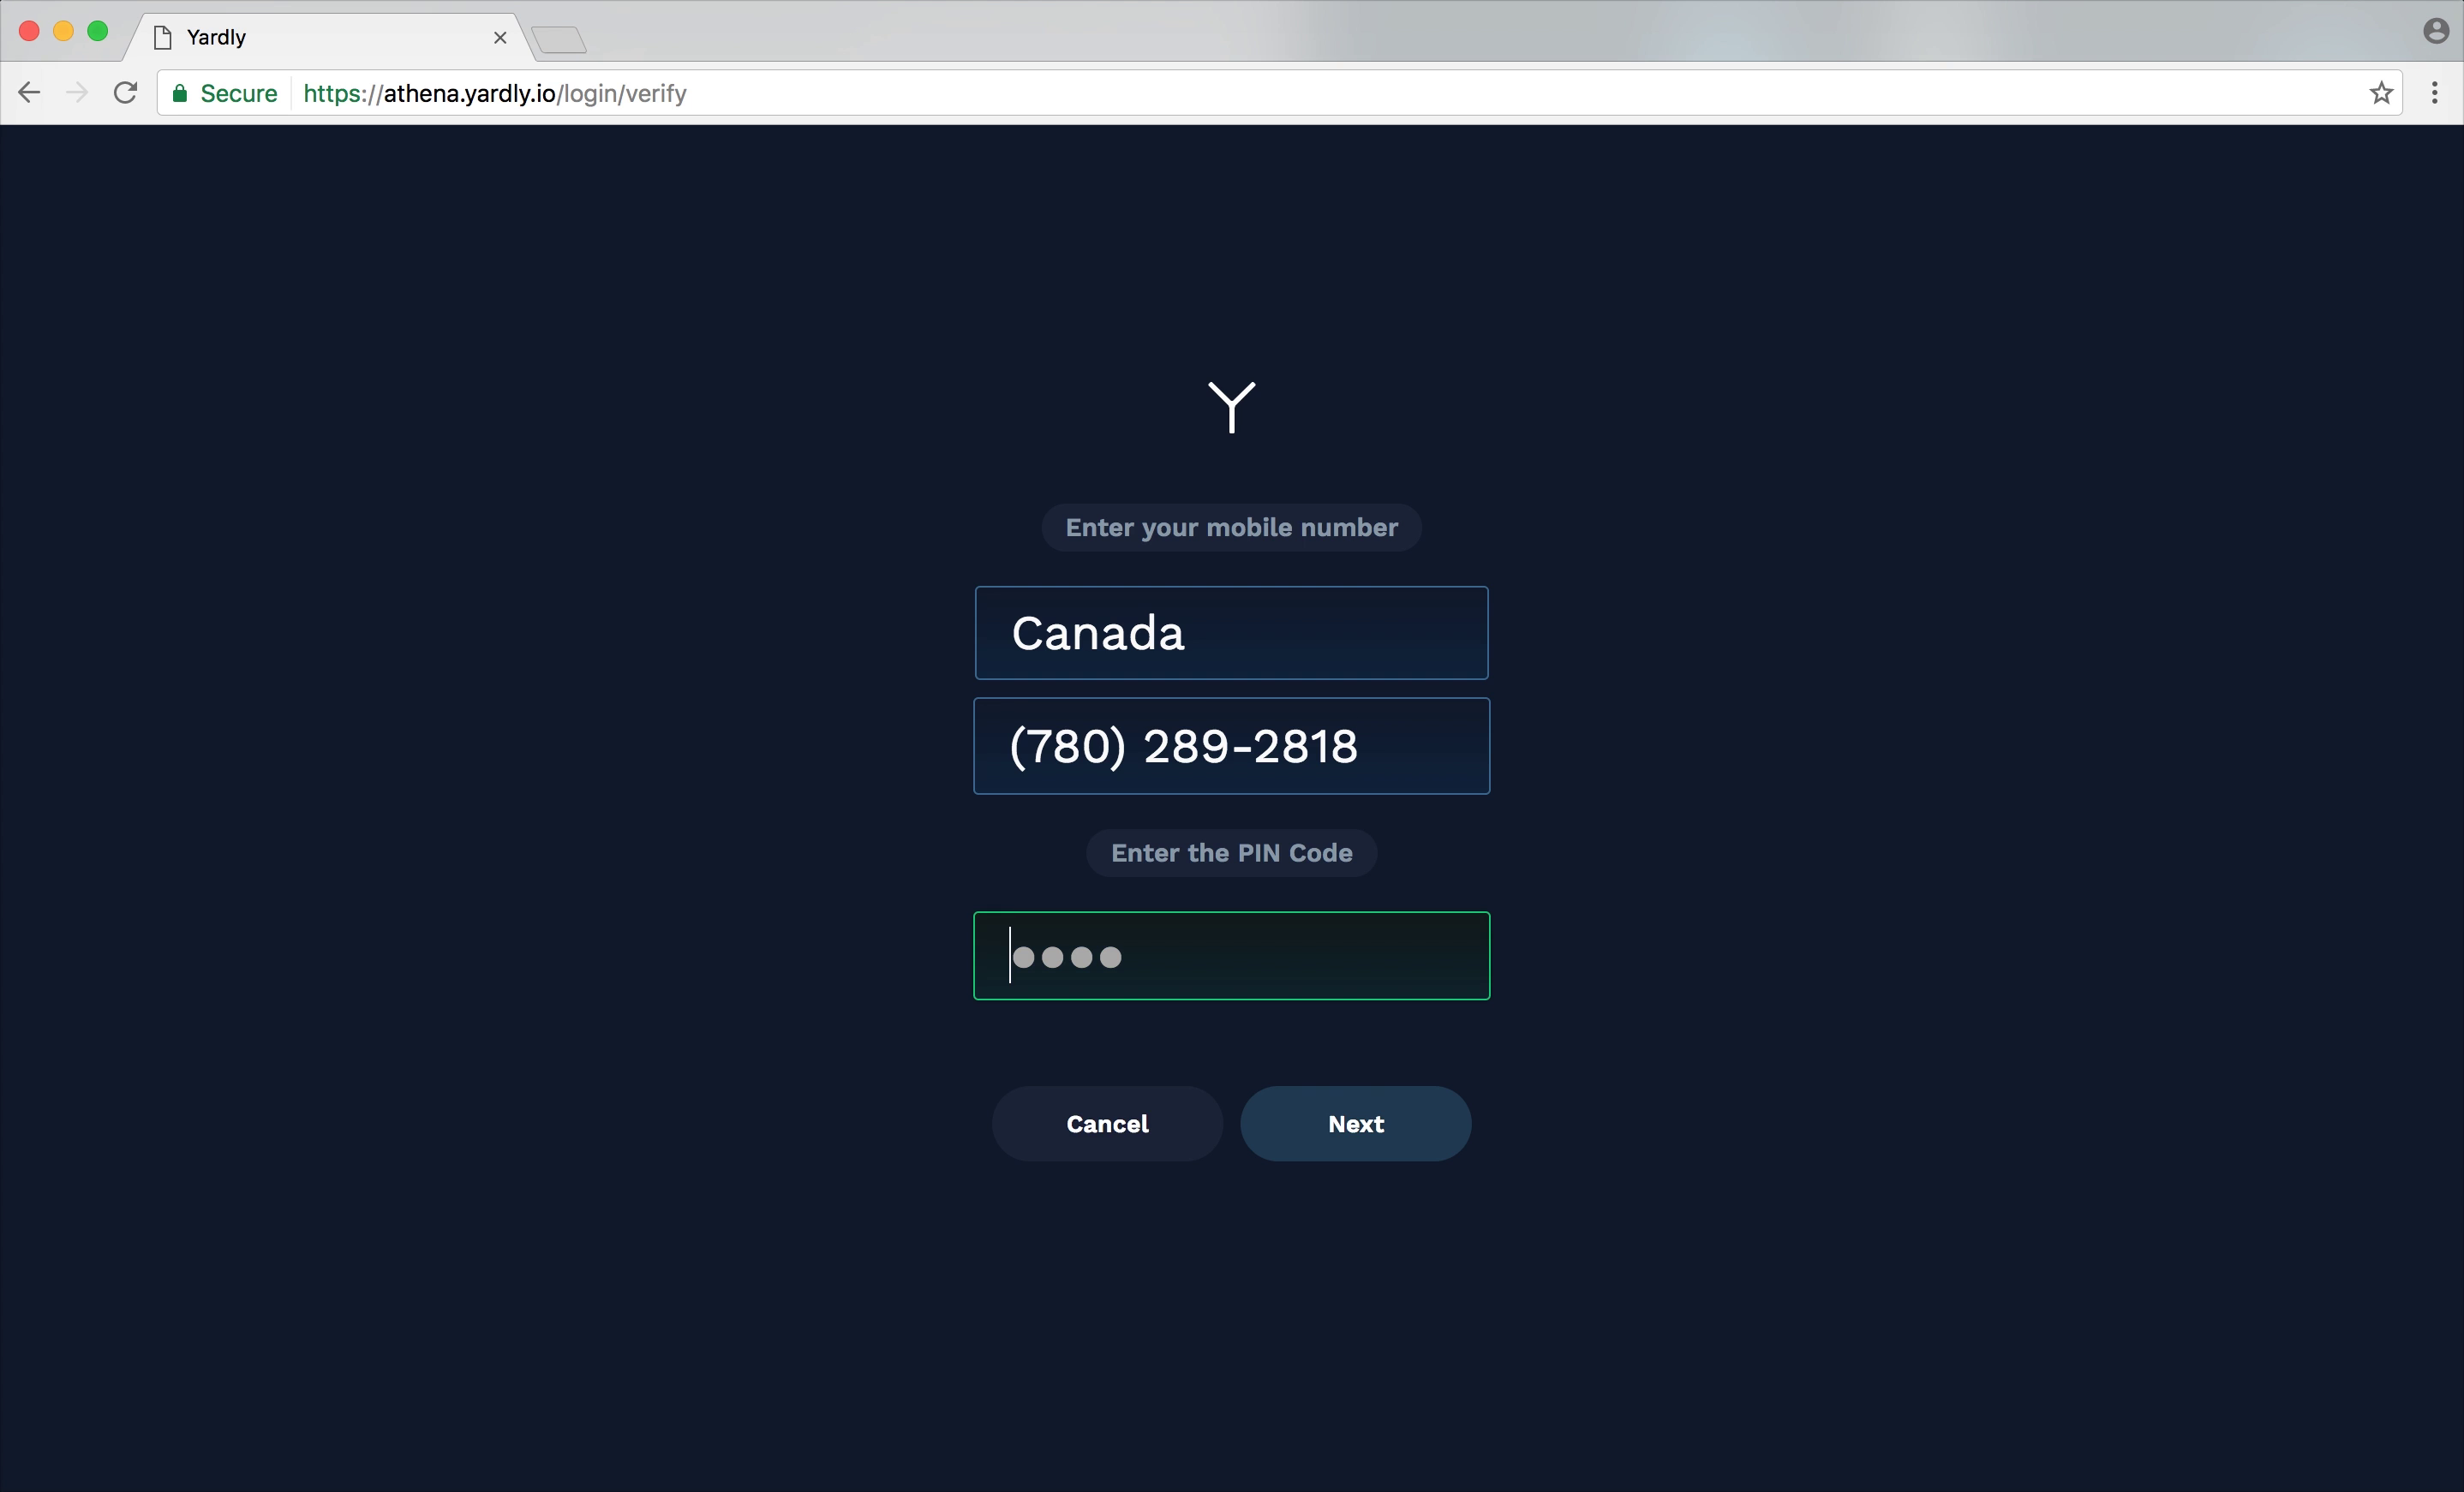 Yardly
Secure https://athena.yardly.io/login/verify
Enter your mobile number
Canada
(780) 289-2818
Enter the PIN Code
Cancel Next